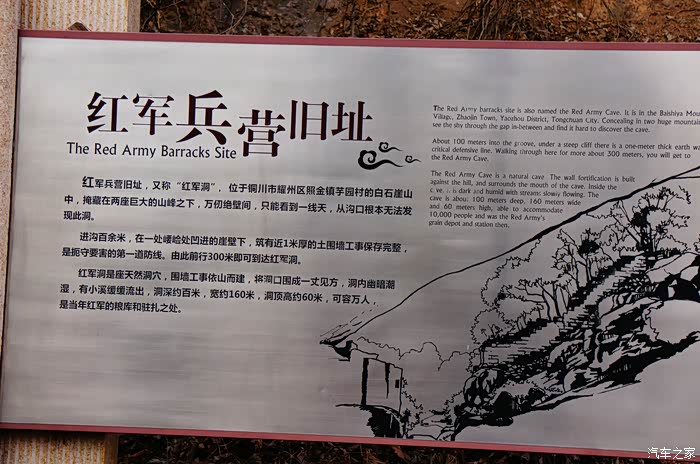 红军兵营旧址
The Red Army Barracks Site
红军兵营旧址，又称“红军洞”，位于铜川市耀州区照金镇芋园村的白石崖山
中，掩藏在两座巨大的山峰之下，万仞绝壁间，只能看到一线天，从沟口根本无法发
现此洞。
进沟百余米，在一处嵝崄处凹进的崖壁下，筑有近1米厚的土围墙工事保存完整，
是扼守要害的第一道防线。由此前行300米即可到达红军洞。
红军洞是座天然洞穴，围墙工事依山而建，将洞口围成一丈见方，洞内幽暗潮
湿，有小溪缓缓流出，洞深约百米，宽约160米，洞顶高约60米，可容万人，
是当年红军的粮库和驻扎之处。
The Red Army barracks site is also named the Red Army Cave. It is in the Baishiya Mou
Village, Zhaojin Town, Yaozhou District, Tongchuan City. Concealing in two huge mountain
see the shy through the gap in-between and find it hard to discover the cave.
About 100 meters into the groove, under a steep cliff there is a one-meter thick earth wa
critical defensive line. Walking through here for more about 300 meters, you will get to
the Red Army Cave.
The Red Army Cave is a natural cave. The wall fortification is built
against the hill, and surrounds the mouth of the cave. Inside the
is dark and humid with streams slowly flowing. The
cave is about 100 meters deep, 160 meters wide
and 60 meters high, able to accommodate
10,000 people and was the Red Army's
grain depot and station then.
汽车之家